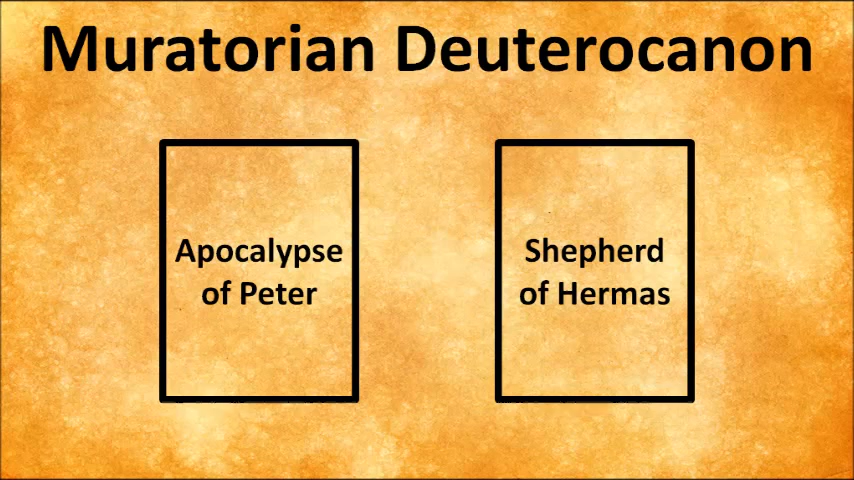 Muratorian Deuterocanon
Apocalypse
of Peter
Shepherd
of Hermas